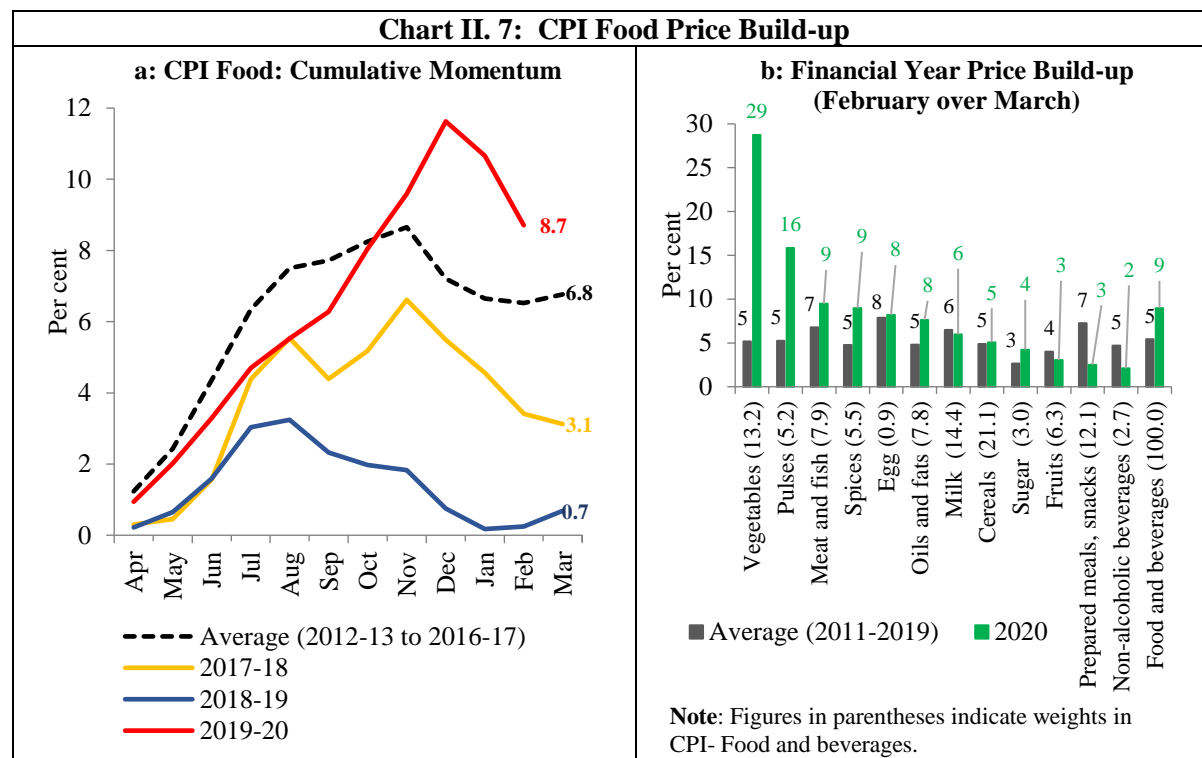 Chart II. 7:  CPI Food Price Build-up
a: CPI Food: Cumulative Momentum
Per cent
12
10
8
6
4
2
0
8.7
6.8
3.1
0.7
Apr
May
Jun
Jul
Aug
Sep
Oct
Nov
Dec
Jan
Feb
Mar
Average (2012-13 to 2016-17)
2017-18
2018-19
2019-20
b: Financial Year Price Build-up
(February over March)
Per cent
30
25
20
15
10
5
0
5
29
5
16
7
9
5
9
8
8
5
8
6
6
5
5
3
4
4
3
7
3
5
2
5
9
Vegetables (13.2)
Pulses (5.2)
Meat and fish (7.9)
Spices (5.5)
Egg (0.9)
Oils and fats (7.8)
Milk (14.4)
Cereals (21.1)
Sugar (3.0)
Fruits (6.3)
Prepared meals, snacks (12.1)
Non-alcoholic beverages (2.7)
Food and beverages (100.0)
Average (2011-2019)
2020
Note: Figures in parentheses indicate weights in
CPI- Food and beverages.